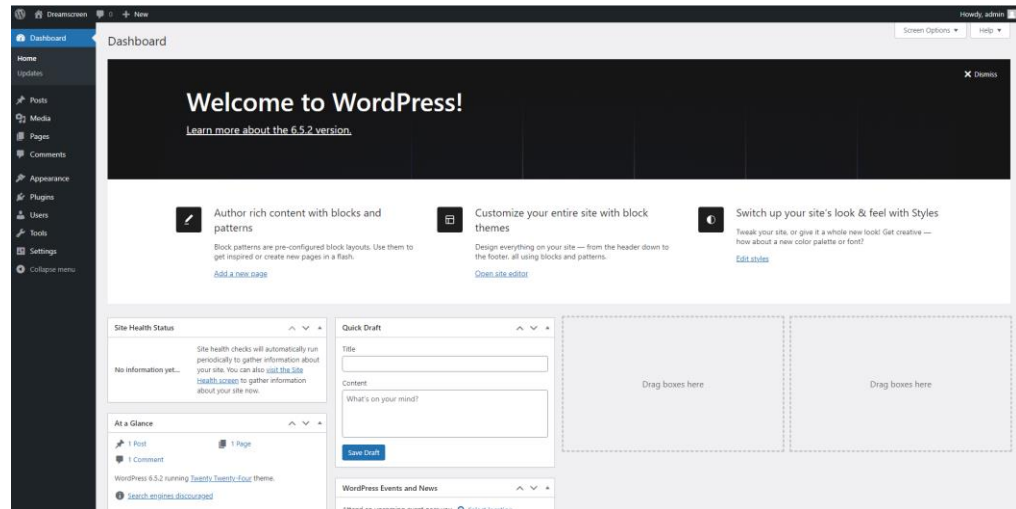 Dreamscreen 0 New Howdy, admin
Dashboard
Home
Updates
Posts
Media
Pages
Comments
Appearance
Plugins
Users
Tools
Settings
Collapse menu
Dashboard
Screen Options Help
Dismiss
Welcome to WordPress!
Learn more about the 6.5.2 version.
Author rich content with blocks and
patterns
Block patterns are pre-configured block layouts. Use them to
get inspired or create new pages in a flash.
Add a new page
Customize your entire site with block
themes
Design everything on your site — from the header down to
the footer, all using blocks and patterns.
Open site editor
Switch up your site's look & feel with Styles
Tweak your site, or give it a whole new look! Get creative —
how about a new color palette or font?
Edit styles
Site Health Status
No information yet...
Site health checks will automatically run
periodically to gather information about
your site. You can also visit the Site
Health screen to gather information
about your site now.
At a Glance
1 Post 1 Page
1 Comment
WordPress 6.5.2 running Twenty Twenty-Four theme.
Search engines discouraged
Quick Draft
Title
Content
What's on your mind?
Save Draft
WordPress Events and News
Attend an upcoming event near you. Select location
Drag boxes here
Drag boxes here